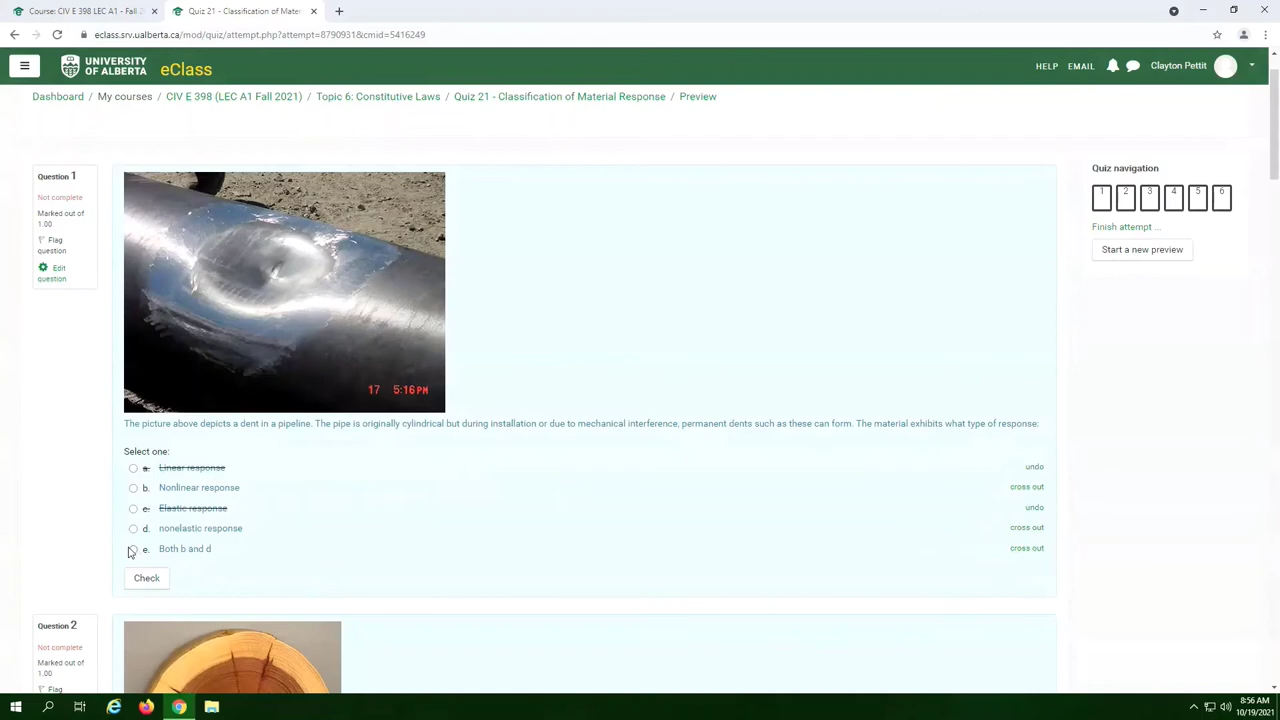 Course: CIV E 398 LEC A1 - Fall 2
Quiz 21 - Classification of Mater
eclass.srv.ualberta.ca/mod/quiz/attempt.php?attempt=8790931&cmid=5416249
UNIVERSITY OF ALBERTA eClass HELP EMAIL Clayton Pettit
Dashboard / My courses / CIV E 398 (LEC A1 Fall 2021) / Topic 6: Constitutive Laws / Quiz 21 - Classification of Material Response / Preview
Question 1
Not complete
Marked out of
1.00
Flag
question
Edit
question
17 5:16PM
The picture above depicts a dent in a pipeline. The pipe is originally cylindrical but during installation or due to mechanical interference, permanent dents such as these can form. The material exhibits what type of response:
Select one:
a. Linear response undo
b. Nonlinear response cross out
c. Elastic response undo
d. nonelastic response cross out
e. Both b and d cross out
Check
Quiz navigation
1 2 3 4 5 6
Finish attempt ...
Start a new preview
Question 2
Not complete
Marked out of
1.00
Flag
8:56 AM
10/19/2021